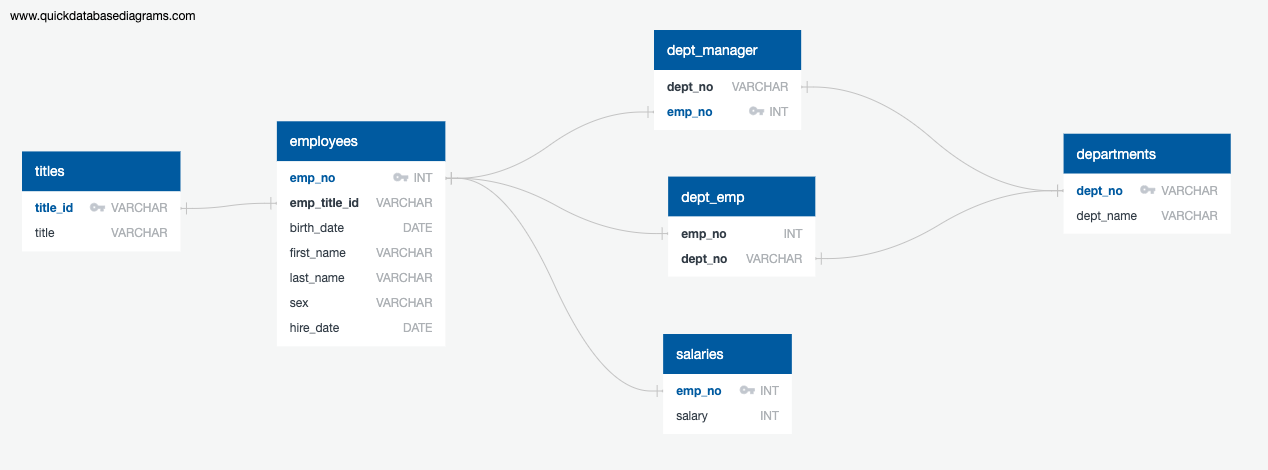 www.quickdatabasediagrams.com
titles
title_id VARCHAR
title VARCHAR
employees
emp_no INT
emp_title_id VARCHAR
birth_date DATE
first_name VARCHAR
last_name VARCHAR
sex VARCHAR
hire_date DATE
dept_manager
dept_no VARCHAR
emp_no INT
dept_emp
emp_no INT
dept_no VARCHAR
salaries
emp_no INT
salary INT
departments
dept_no VARCHAR
dept_name VARCHAR